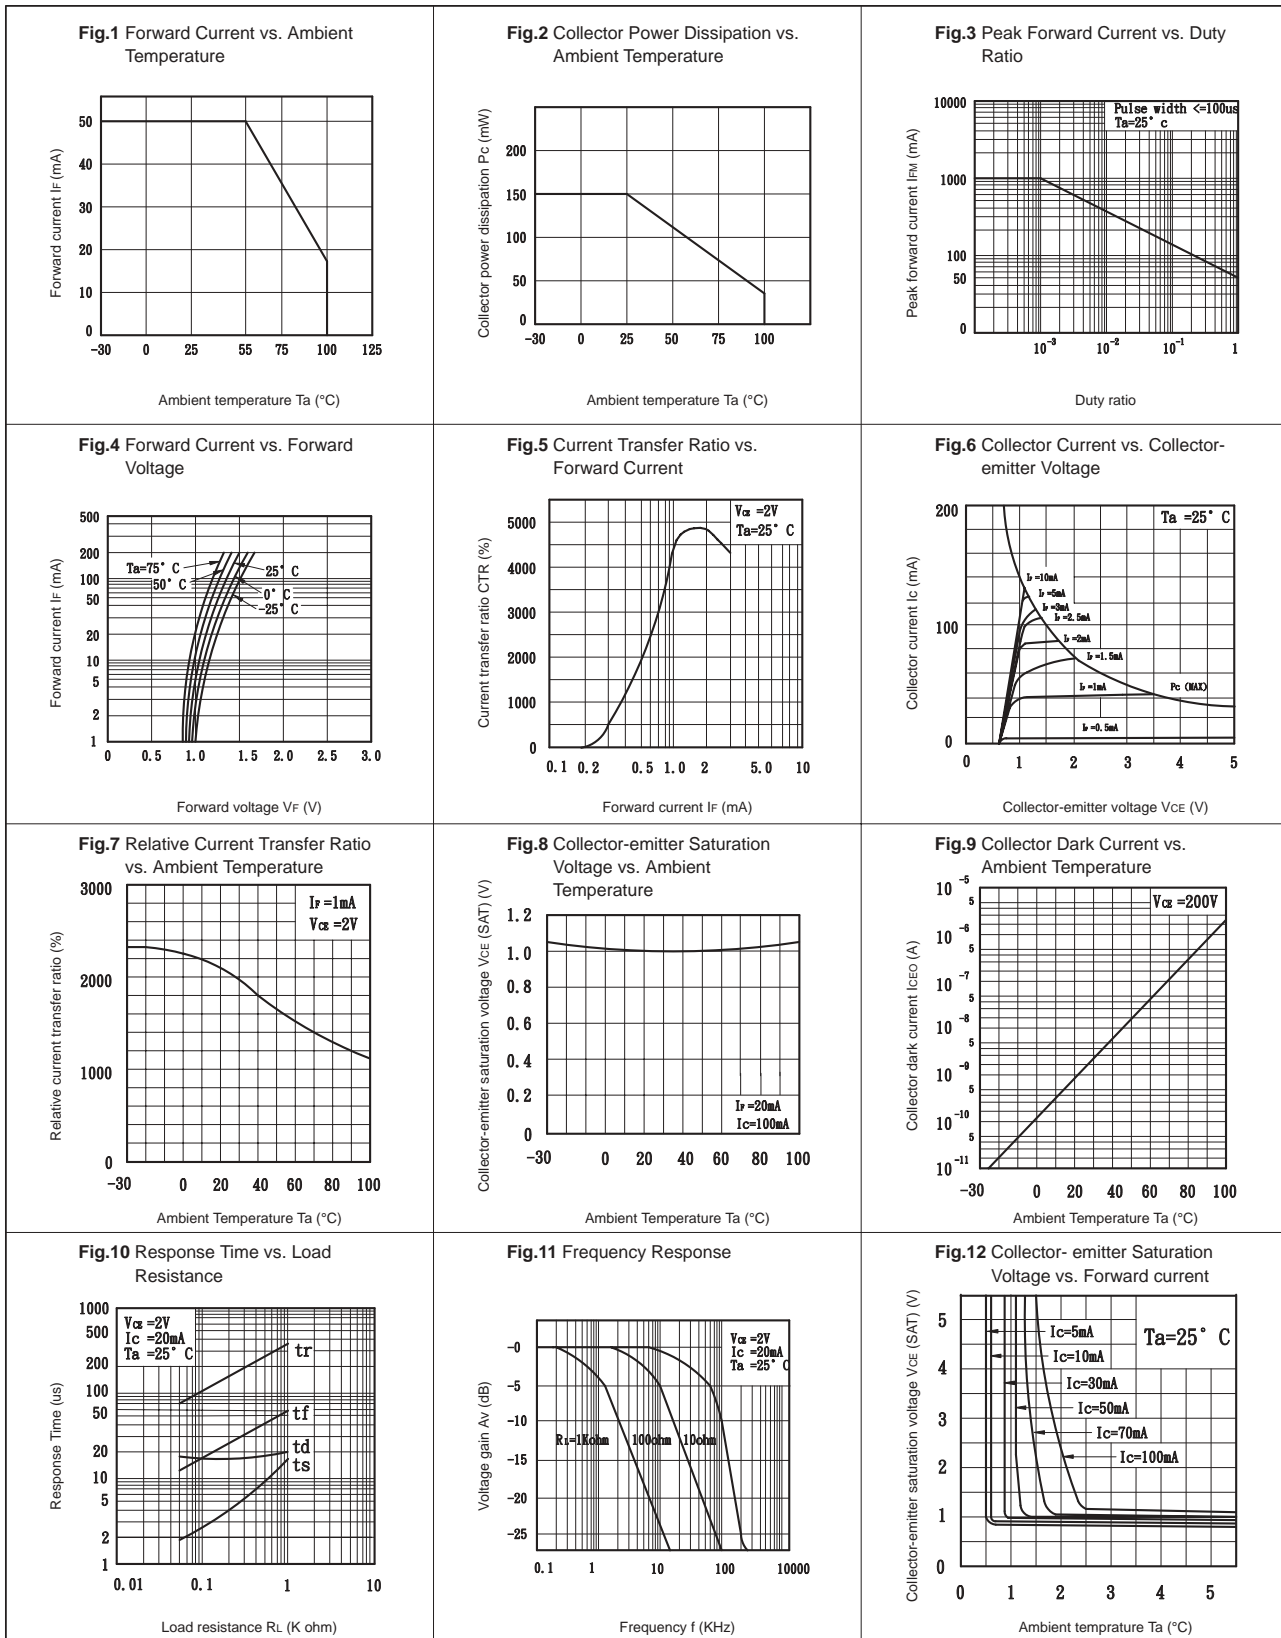 Fig.1 Forward Current vs. Ambient
Temperature
Forward current IF (mA)
50
40
30
20
10
0
-30 0 25 55 75 100 125
Ambient temperature Ta (°C)
Fig.2 Collector Power Dissipation vs.
Ambient Temperature
Collector power dissipation Pc (mW)
200
150
100
50
0
-30 0 25 50 75 100
Ambient temperature Ta (°C)
Fig.3 Peak Forward Current vs. Duty
Ratio
Peak forward current IFM (mA)
Pulse width <=100us
Ta=25° c
10000
1000
100
50
0
10-3 10-2 10-1 1
Duty ratio
Fig.4 Forward Current vs. Forward
Voltage
Forward current IF (mA)
500
200
100
50
20
10
5
2
1
Ta=75° C
50° C
25° C
0° C
-25° C
0 0.5 1.0 1.5 2.0 2.5 3.0
Forward voltage VF (V)
Fig.5 Current Transfer Ratio vs.
Forward Current
Current transfer ratio CTR (%)
VCE =2V
Ta=25° C
5000
4000
3000
2000
1000
0
0.1 0.2 0.5 1.0 2 5.0 10
Forward current IF (mA)
Fig.6 Collector Current vs. Collector-
emitter Voltage
Collector current Ic (mA)
Ta =25° C
200
100
0
IF =10mA
IF =5mA
IF =3mA
IF =2.5mA
IF =2mA
IF =1.5mA
IF =1mA
Pc (MAX)
IF =0.5mA
0 1 2 3 4 5
Collector-emitter voltage VCE (V)
Fig.7 Relative Current Transfer Ratio
vs. Ambient Temperature
Relative current transfer ratio (%)
IF =1mA
VCE =2V
3000
2000
1000
0
-30 0 20 40 60 80 100
Ambient Temperature Ta (°C)
Fig.8 Collector-emitter Saturation
Voltage vs. Ambient
Temperature
Collector-emitter saturation voltage VCE (SAT) (V)
1.2
1.0
0.8
0.6
0.4
0.2
0
IF =20mA
Ic=100mA
-30 0 20 40 60 80 100
Ambient Temperature Ta (°C)
Fig.9 Collector Dark Current vs.
Ambient Temperature
Collector dark current ICEO (A)
VCE =200V
10 -5
5
10 -6
5
10 -7
5
10 -8
5
10 -9
5
10 -10
5
10 -11
-30 0 20 40 60 80 100
Ambient Temperature Ta (°C)
Fig.10 Response Time vs. Load
Resistance
Response Time (us)
VCE =2V
Ic =20mA
Ta =25° C
1000
500
200
100
50
20
10
5
2
1
tr
tf
td
ts
0.01 0.1 1 10
Load resistance RL (K ohm)
Fig.11 Frequency Response
Voltage gain Av (dB)
VCE =2V
Ic =20mA
Ta =25° C
-0
-5
-10
-15
-20
-25
RL=1Kohm 100ohm 10ohm
0.1 1 10 100 10000
Frequency f (KHz)
Fig.12 Collector- emitter Saturation
Voltage vs. Forward current
Collector-emitter saturation voltage VCE (SAT) (V)
Ta=25° C
5
4
3
2
1
0
Ic=5mA
Ic=10mA
Ic=30mA
Ic=50mA
Ic=70mA
Ic=100mA
0 1 2 3 4 5
Ambient temprature Ta (°C)